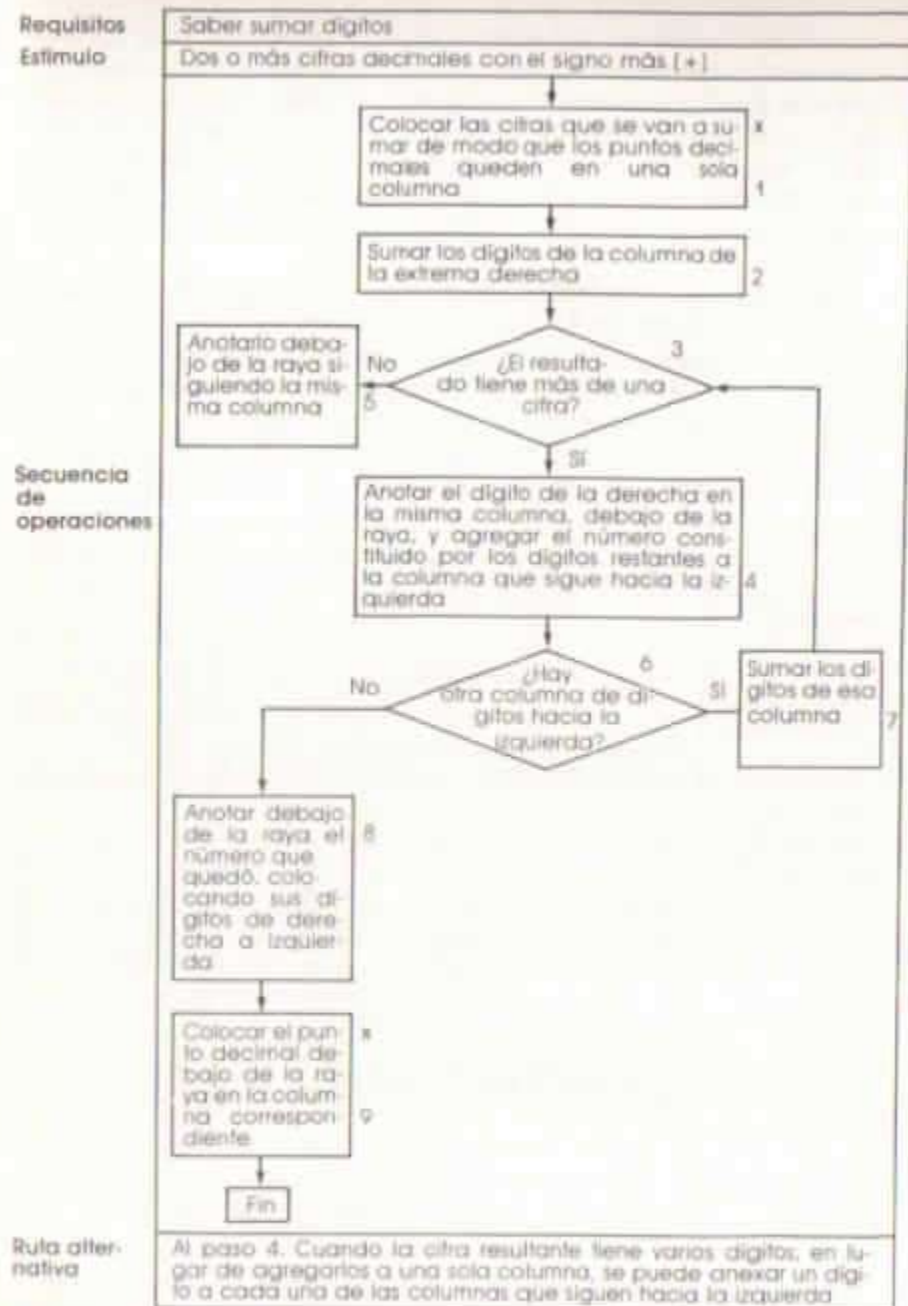 Requisitos
Saber sumar dígitos
Estímulo
Dos o más cifras decimales con el signo más [+]
Colocar las cifras que se van a su-
mar de modo que los puntos deci-
males queden en una sola
columna
x
1
Sumar los dígitos de la columna de
la extrema derecha
2
3
¿El resulta-
do tiene más de una
cifra?
No
Anotarlo deba-
jo de la raya si-
guiendo la mis-
ma columna
5
Sí
Secuencia
de
operaciones
Anotar el dígito de la derecha en
la misma columna, debajo de la
raya, y agregar el número cons-
tituido por los dígitos restantes a
la columna que sigue hacia la iz-
quierda
4
6
¿Hay
otra columna de dí-
gitos hacia la
izquierda?
Sí
Sumar los dí-
gitos de esa
columna
7
No
Anotar debajo
de la raya el
número que
quedó, colo-
cando sus dí-
gitos de dere-
cha a izquier-
da
8
Colocar el pun-
to decimal de-
bajo de la ra-
ya en la colum-
na correspon-
diente
x
9
Fin
Ruta alter-
nativa
Al paso 4. Cuando la cifra resultante tiene varios dígitos, en lu-
gar de agregarlos a una sola columna, se puede anexar un dígi-
to a cada una de las columnas que siguen hacia la izquierda